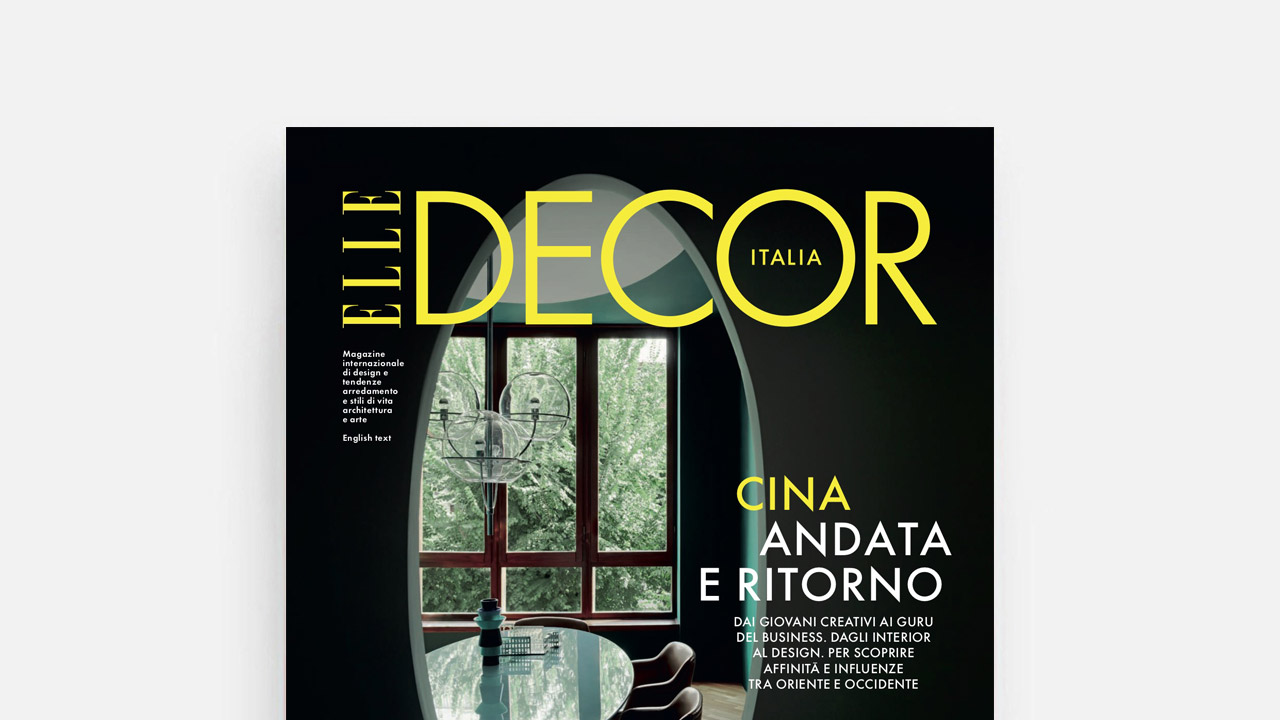 ELLE
DECOR
ITALIA
Magazine
internazionale
di design e
tendenze
arredamento
e stili di vita
architettura
e arte
English text
CINA
ANDATA
E RITORNO
DAI GIOVANI CREATIVI AI GURU
DEL BUSINESS. DAGLI INTERIOR
AL DESIGN. PER SCOPRIRE
AFFINITÀ E INFLUENZE
TRA ORIENTE E OCCIDENTE